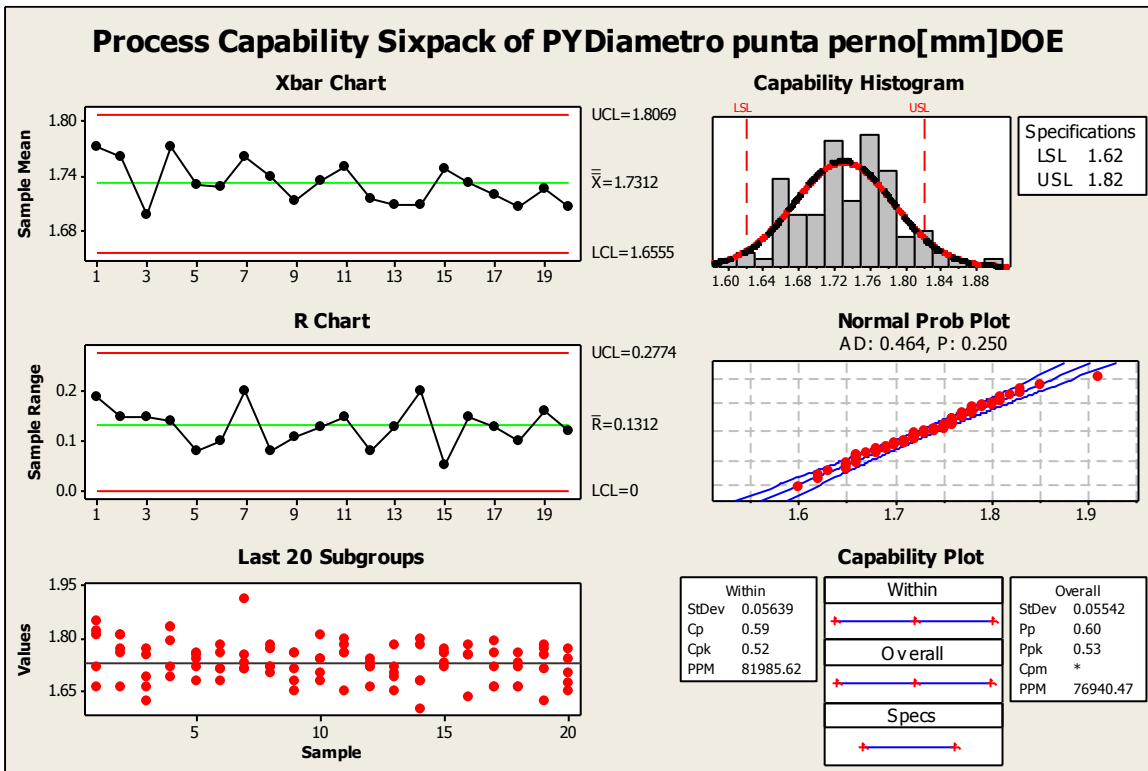 Process Capability Sixpack of PYDiametro punta perno[mm]DOE
Xbar Chart
Sample Mean
1.80
1.74
1.68
1 3 5 7 9 11 13 15 17 19
UCL=1.8069
X=1.7312
LCL=1.6555
Capability Histogram
LSL USL
1.60 1.64 1.68 1.72 1.76 1.80 1.84 1.88
Specifications
LSL 1.62
USL 1.82
R Chart
Sample Range
0.2
0.1
0.0
1 3 5 7 9 11 13 15 17 19
UCL=0.2774
R=0.1312
LCL=0
Normal Prob Plot
AD: 0.464, P: 0.250
1.6 1.7 1.8 1.9
Last 20 Subgroups
Values
1.95
1.80
1.65
5 10 15 20
Sample
Capability Plot
Within
StDev 0.05639
Cp 0.59
Cpk 0.52
PPM 81985.62
Within
Overall
Specs
Overall
StDev 0.05542
Pp 0.60
Ppk 0.53
Cpm *
PPM 76940.47